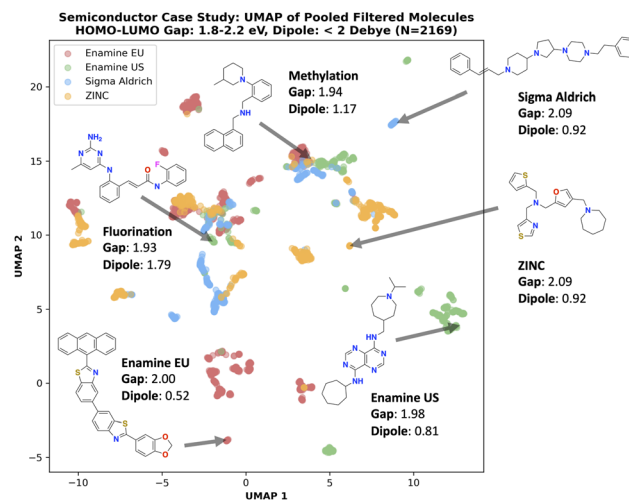 Semiconductor Case Study: UMAP of Pooled Filtered Molecules
HOMO-LUMO Gap: 1.8-2.2 eV, Dipole: < 2 Debye (N=2169)
Enamine EU
Enamine US
Sigma Aldrich
ZINC
Methylation
Gap: 1.94
Dipole: 1.17
Sigma Aldrich
Gap: 2.09
Dipole: 0.92
Fluorination
Gap: 1.93
Dipole: 1.79
ZINC
Gap: 2.09
Dipole: 0.92
Enamine EU
Gap: 2.00
Dipole: 0.52
Enamine US
Gap: 1.98
Dipole: 0.81
NH₂
N
N
N
H
F
O
N
H
N
NH
N
N
N
S
N
N
S
O
N
N
NH
N
N
N
N
NH
N
S
S
N
O
O
20
15
10
5
0
−5
−10
−5
0
5
10
UMAP 2
UMAP 1